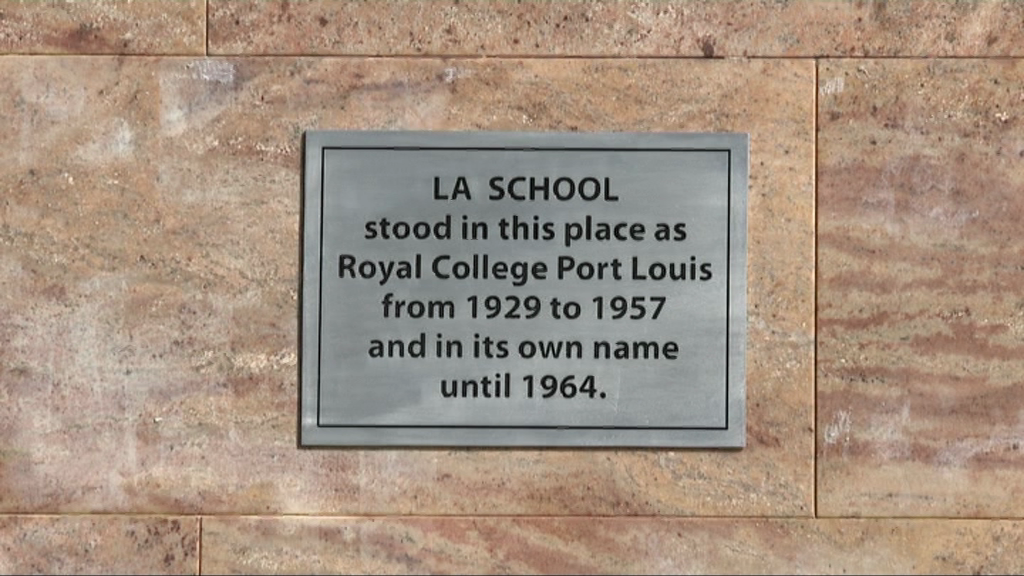 LA SCHOOL
stood in this place as
Royal College Port Louis
from 1929 to 1957
and in its own name
until 1964.